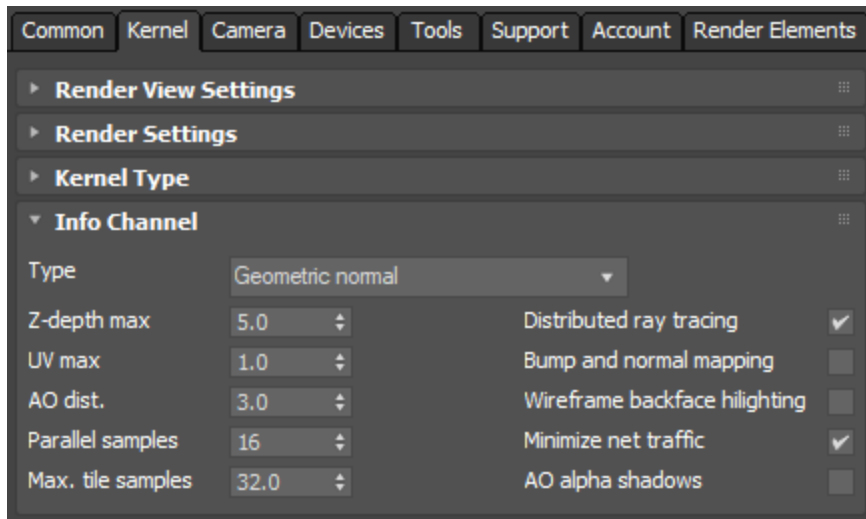 Common Kernel Camera Devices Tools Support Account Render Elements
Render View Settings
Render Settings
Kernel Type
Info Channel
Type Geometric normal
Z-depth max 5.0 Distributed ray tracing
UV max 1.0 Bump and normal mapping
AO dist. 3.0 Wireframe backface hilighting
Parallel samples 16 Minimize net traffic
Max. tile samples 32.0 AO alpha shadows